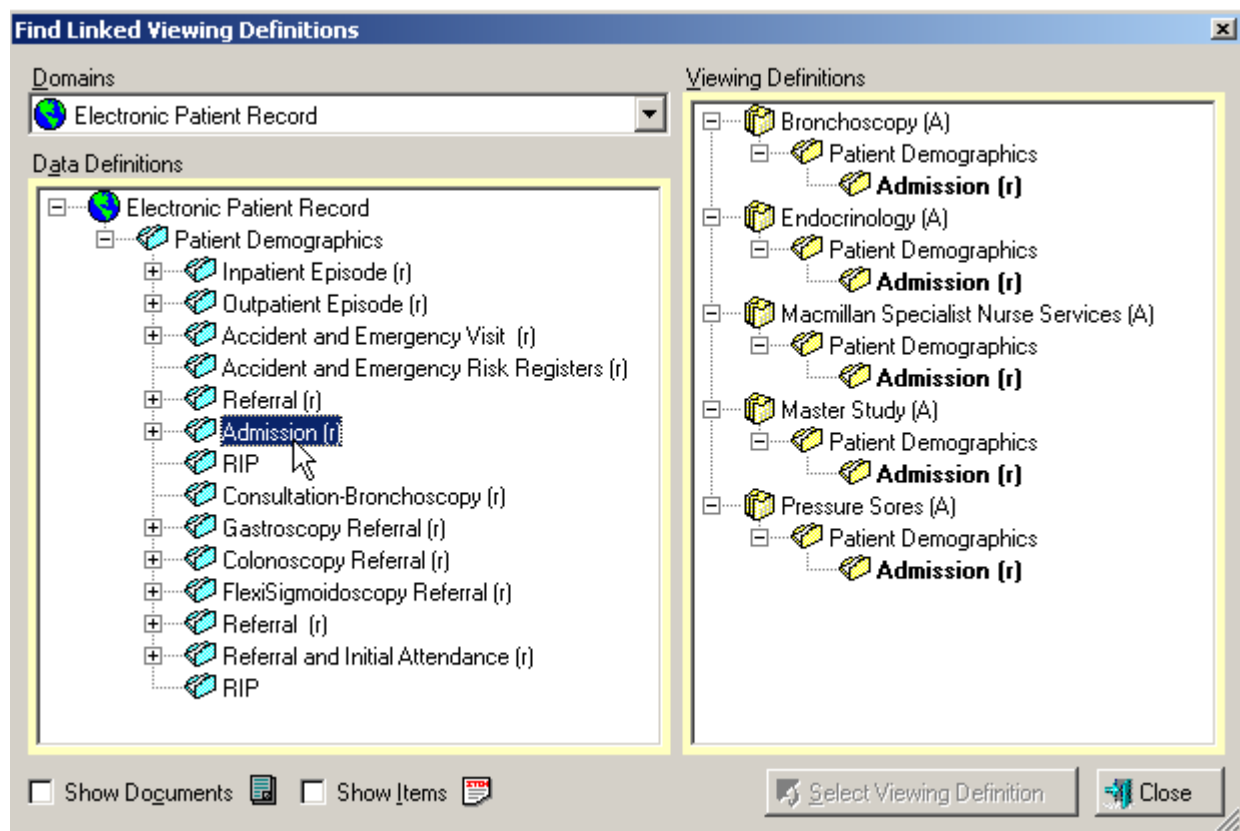 Find Linked Viewing Definitions
Domains
Electronic Patient Record
Data Definitions
Electronic Patient Record
Patient Demographics
Inpatient Episode (r)
Outpatient Episode (r)
Accident and Emergency Visit (r)
Accident and Emergency Risk Registers (r)
Referral (r)
Admission (r)
RIP
Consultation-Bronchoscopy (r)
Gastroscopy Referral (r)
Colonoscopy Referral (r)
FlexiSigmoidoscopy Referral (r)
Referral (r)
Referral and Initial Attendance (r)
RIP
Viewing Definitions
Bronchoscopy (A)
Patient Demographics
Admission (r)
Endocrinology (A)
Patient Demographics
Admission (r)
Macmillan Specialist Nurse Services (A)
Patient Demographics
Admission (r)
Master Study (A)
Patient Demographics
Admission (r)
Pressure Sores (A)
Patient Demographics
Admission (r)
Show Documents
Show Items
Select Viewing Definition
Close